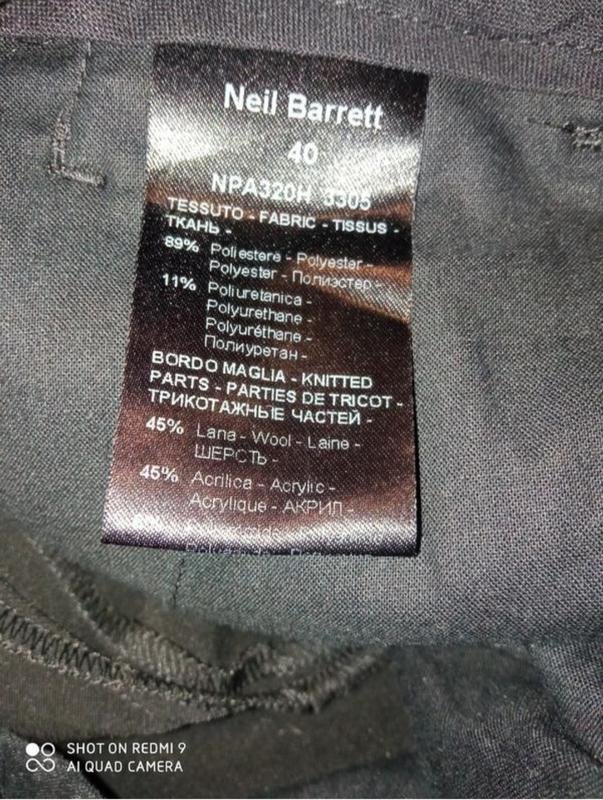 Neil Barrett
40
NPA320H 3305
TESSUTO - FABRIC - TISSUS -
ТКАНЬ -
89% Poliestere - Polyester -
Polyester - Полиэстер -
11% Poliuretanica -
Polyurethane -
Polyuréthane -
Полиуретан -
BORDO MAGLIA - KNITTED
PARTS - PARTIES DE TRICOT -
ТРИКОТАЖНЫЕ ЧАСТЕЙ -
45% Lana - Wool - Laine -
ШЕРСТЬ -
45% Acrilica - Acrylic -
Acrylique - АКРИЛ -
SHOT ON REDMI 9
AI QUAD CAMERA